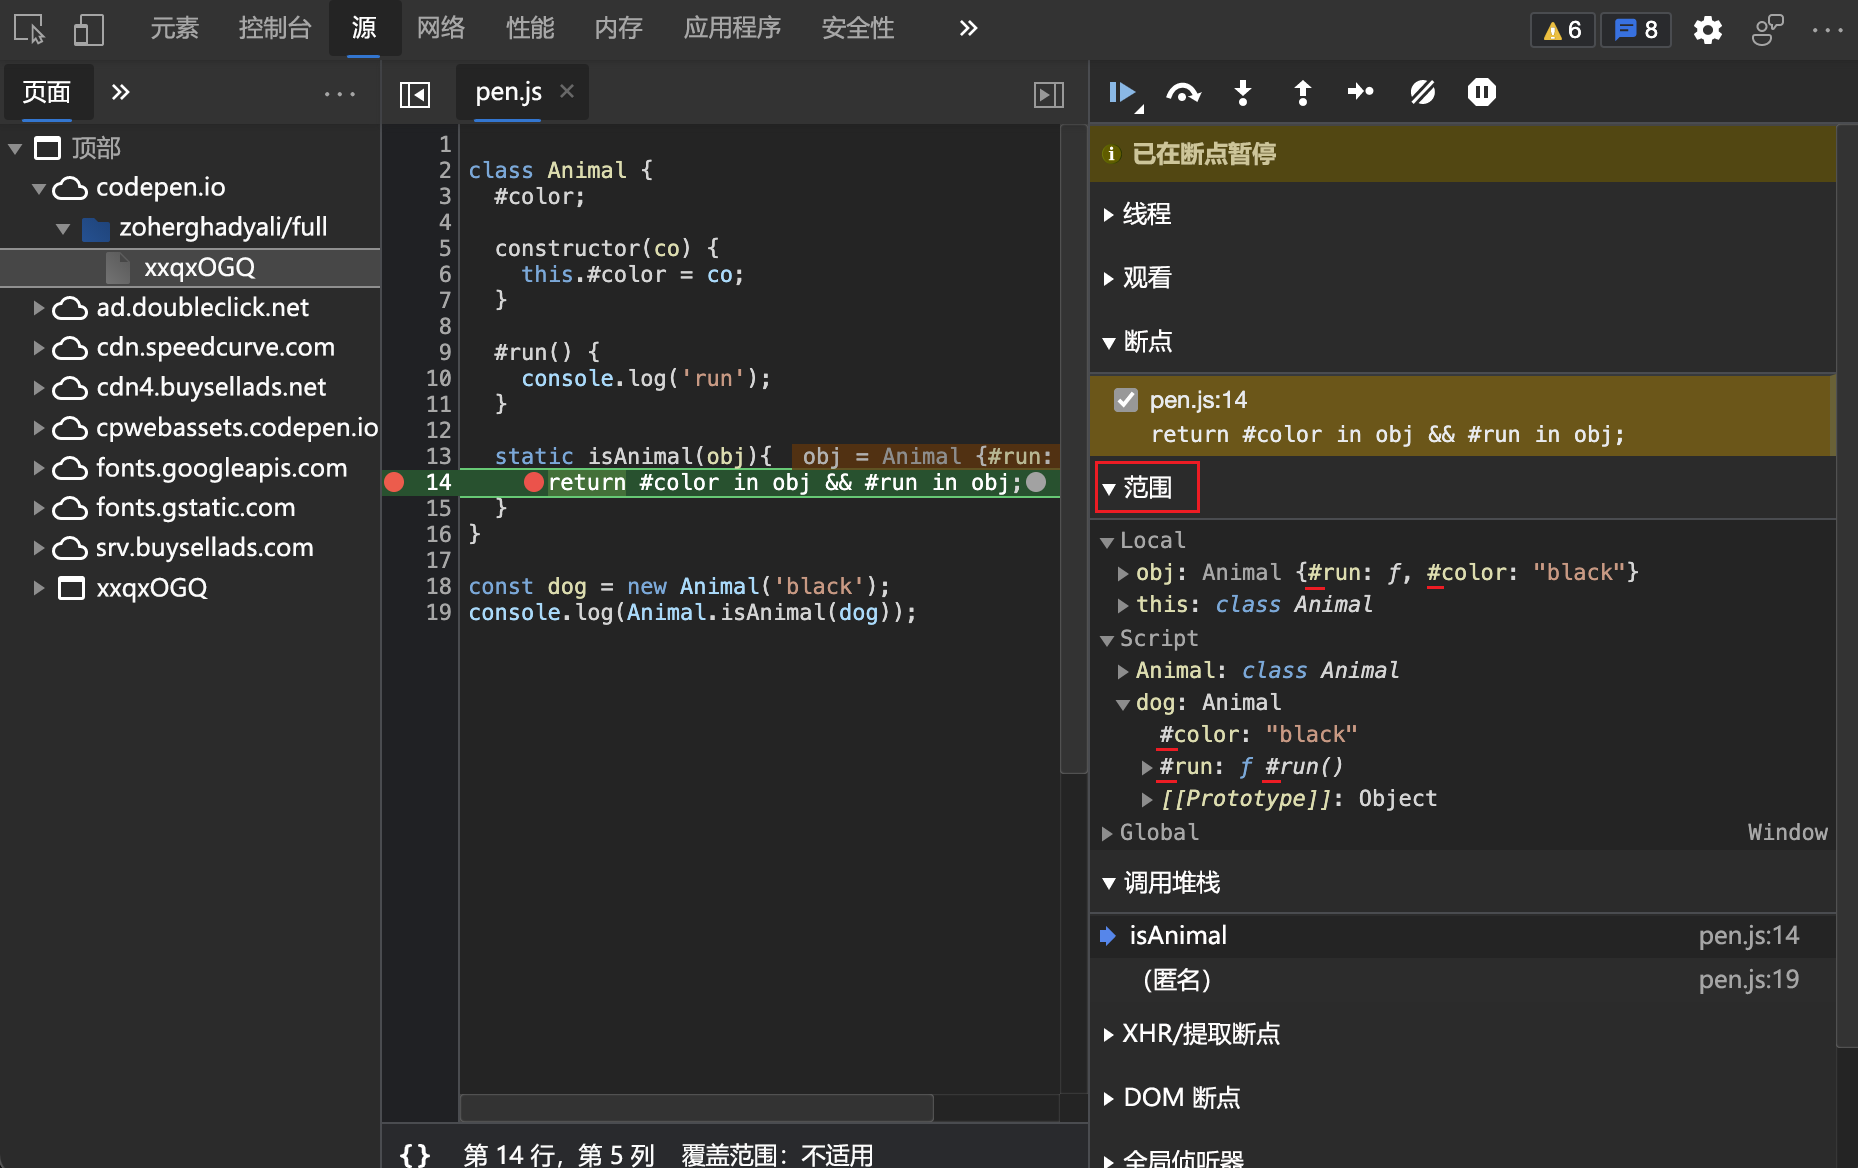 元素 控制台 源 网络 性能 内存 应用程序 安全性 » 6 8 ···
页面 » ···
顶部
codepen.io
zoherghadyali/full
xxqxOGQ
ad.doubleclick.net
cdn.speedcurve.com
cdn4.buysellads.net
cpwebassets.codepen.io
fonts.googleapis.com
fonts.gstatic.com
srv.buysellads.com
xxqxOGQ
pen.js ×
1
2 class Animal {
3 #color;
4
5 constructor(co) {
6 this.#color = co;
7 }
8
9 #run() {
10 console.log('run');
11 }
12
13 static isAnimal(obj){ obj = Animal {#run:
14 return #color in obj && #run in obj;
15 }
16 }
17
18 const dog = new Animal('black');
19 console.log(Animal.isAnimal(dog));
{} 第 14 行，第 5 列 覆盖范围：不适用
已在断点暂停
线程
观看
断点
pen.js:14
return #color in obj && #run in obj;
范围
Local
obj: Animal {#run: ƒ, #color: "black"}
this: class Animal
Script
Animal: class Animal
dog: Animal
#color: "black"
#run: ƒ #run()
[[Prototype]]: Object
Global Window
调用堆栈
isAnimal pen.js:14
(匿名) pen.js:19
XHR/提取断点
DOM 断点
全局侦听器